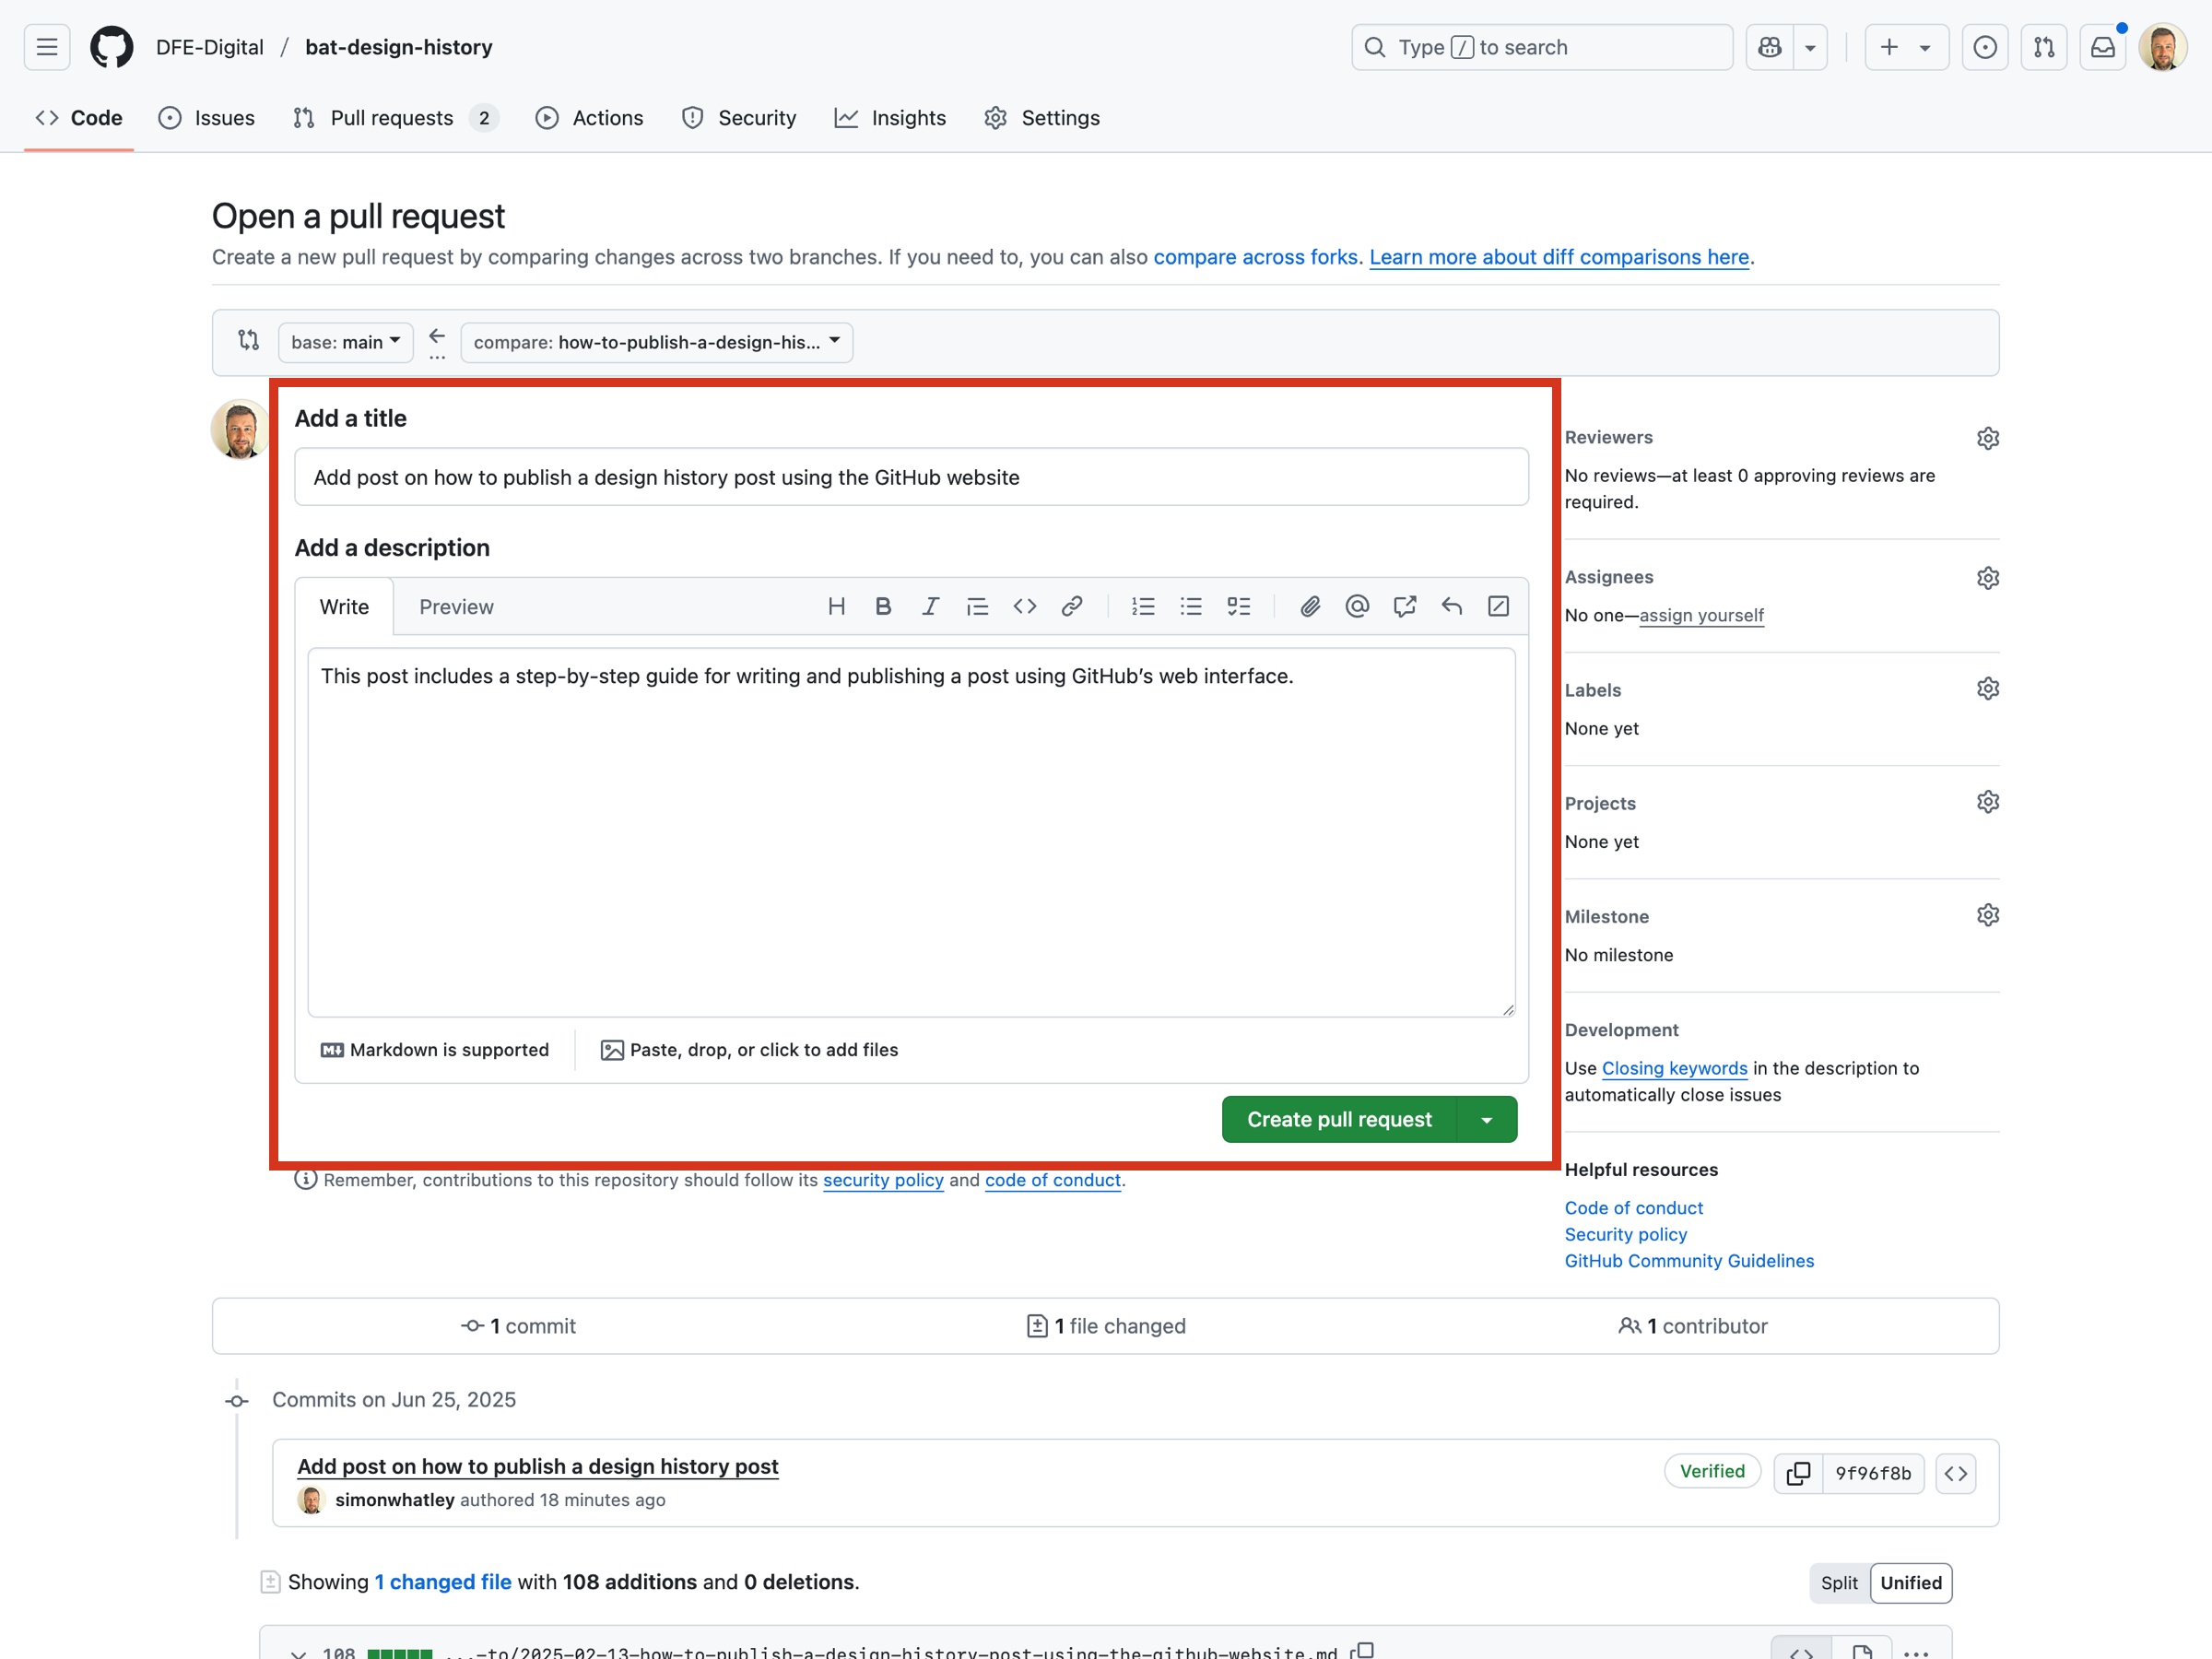 DFE-Digital / bat-design-history
Type / to search
Code Issues Pull requests 2 Actions Security Insights Settings
Open a pull request
Create a new pull request by comparing changes across two branches. If you need to, you can also compare across forks. Learn more about diff comparisons here.
base: main compare: how-to-publish-a-design-his...
Add a title
Add post on how to publish a design history post using the GitHub website
Add a description
Write Preview
This post includes a step-by-step guide for writing and publishing a post using GitHub’s web interface.
Markdown is supported Paste, drop, or click to add files
Create pull request
Remember, contributions to this repository should follow its security policy and code of conduct.
Reviewers
No reviews—at least 0 approving reviews are
required.
Assignees
No one—assign yourself
Labels
None yet
Projects
None yet
Milestone
No milestone
Development
Use Closing keywords in the description to
automatically close issues
Helpful resources
Code of conduct
Security policy
GitHub Community Guidelines
1 commit 1 file changed 1 contributor
Commits on Jun 25, 2025
Add post on how to publish a design history post
Verified 9f96f8b
simonwhatley authored 18 minutes ago
Showing 1 changed file with 108 additions and 0 deletions.
Split Unified
108 ...-to/2025-02-13-how-to-publish-a-design-history-post-using-the-github-website.md